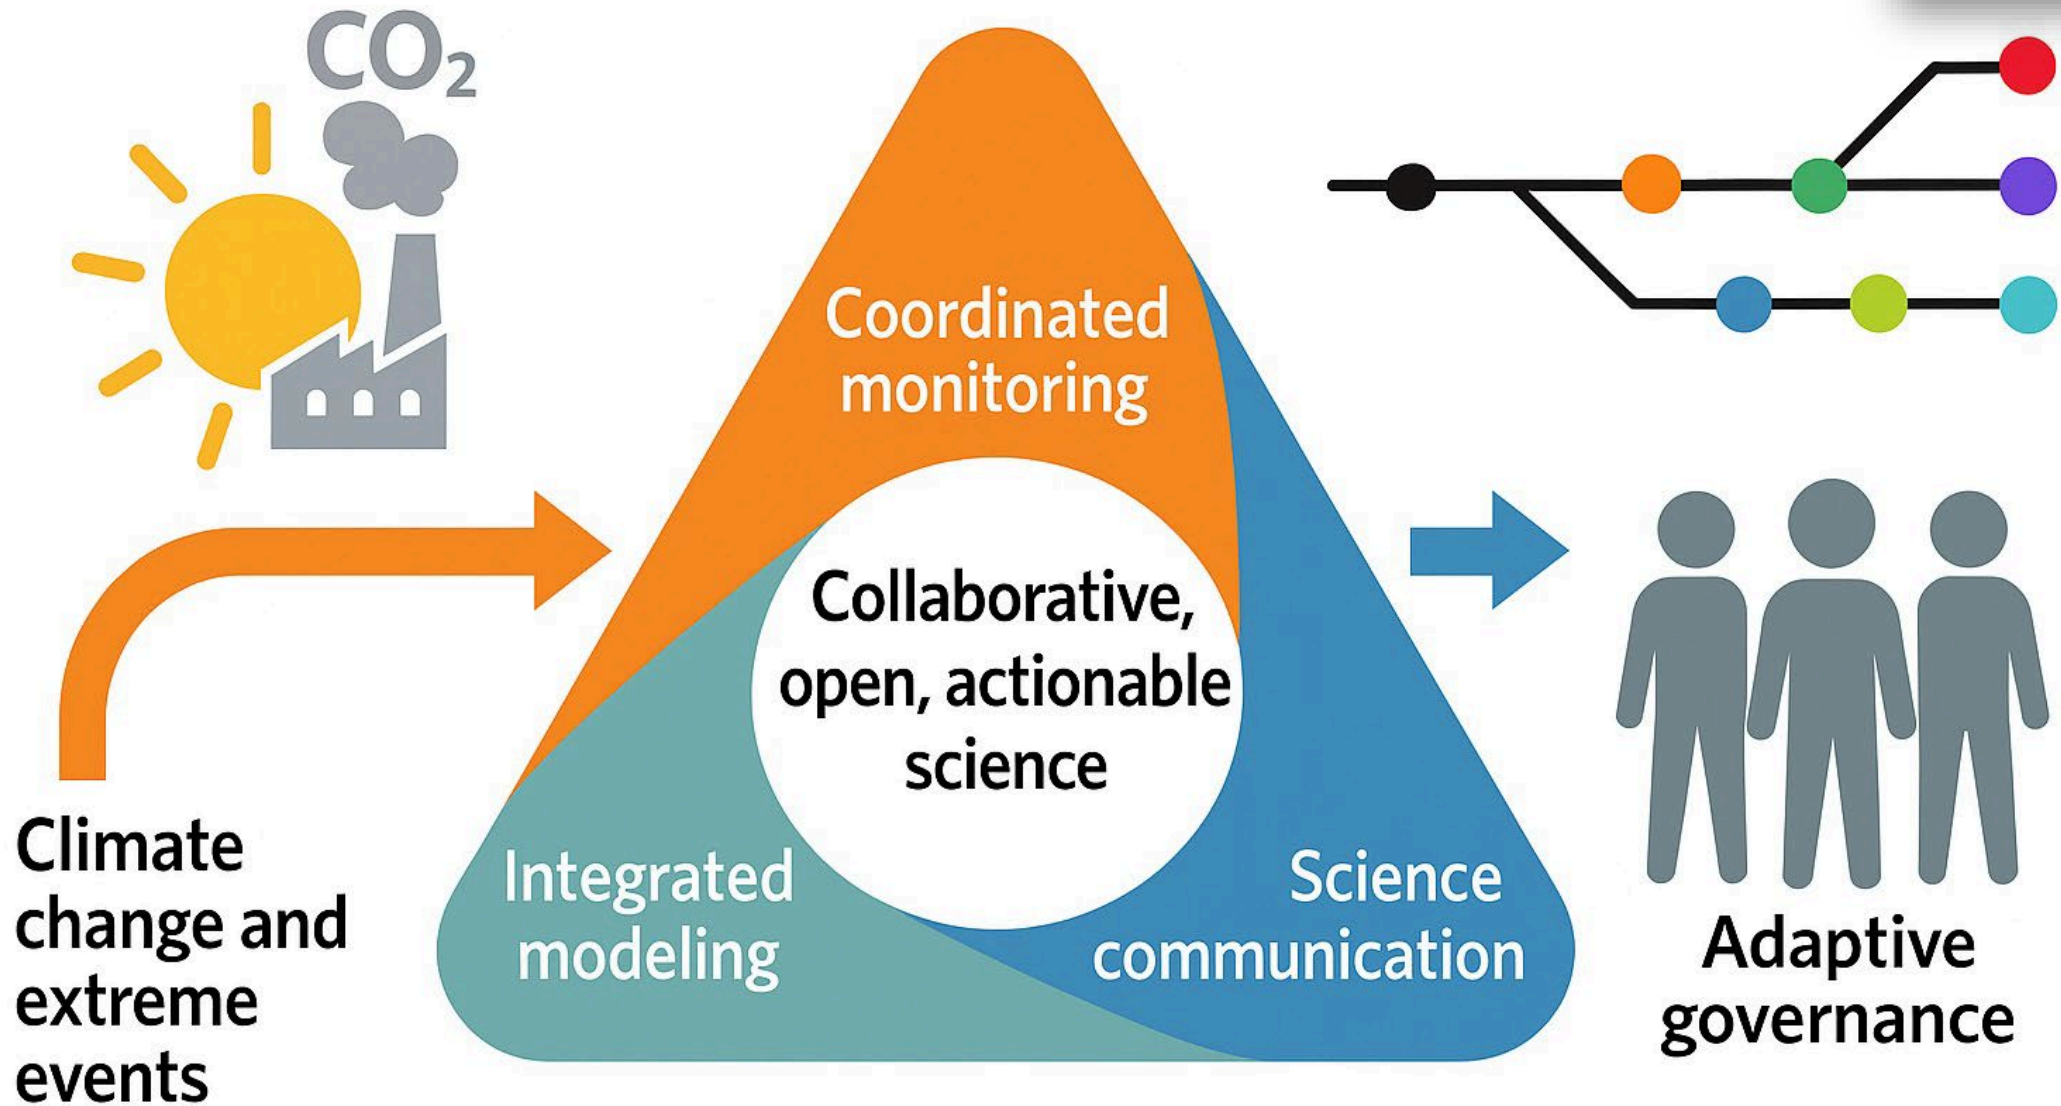 CO₂
Coordinated
monitoring
Collaborative,
open, actionable
science
Integrated
modeling
Science
communication
Climate
change and
extreme
events
Adaptive
governance